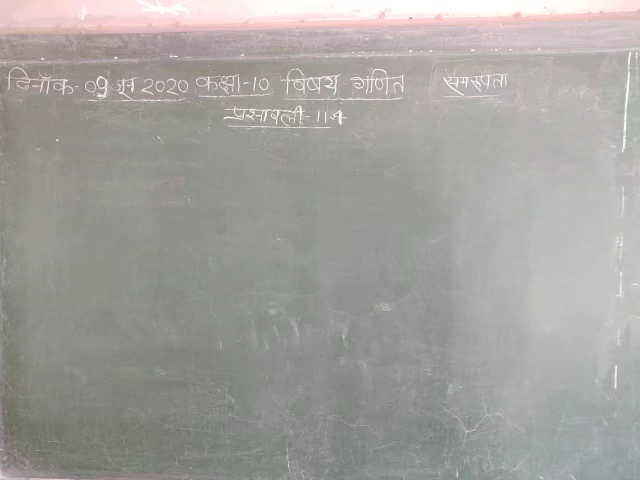 दिनाँक- 09 जून 2020 कक्षा-10 विषय गणित समरूपता
प्रश्नावली-11.4